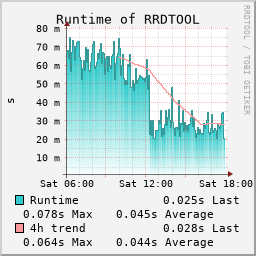 Runtime of RRDTOOL
RRDTOOL / TOBI OETIKER
s
80 m
70 m
60 m
50 m
40 m
30 m
20 m
10 m
Sat 06:00 Sat 12:00 Sat 18:00
Runtime 0.025s Last
0.078s Max 0.045s Average
4h trend 0.028s Last
0.064s Max 0.044s Average